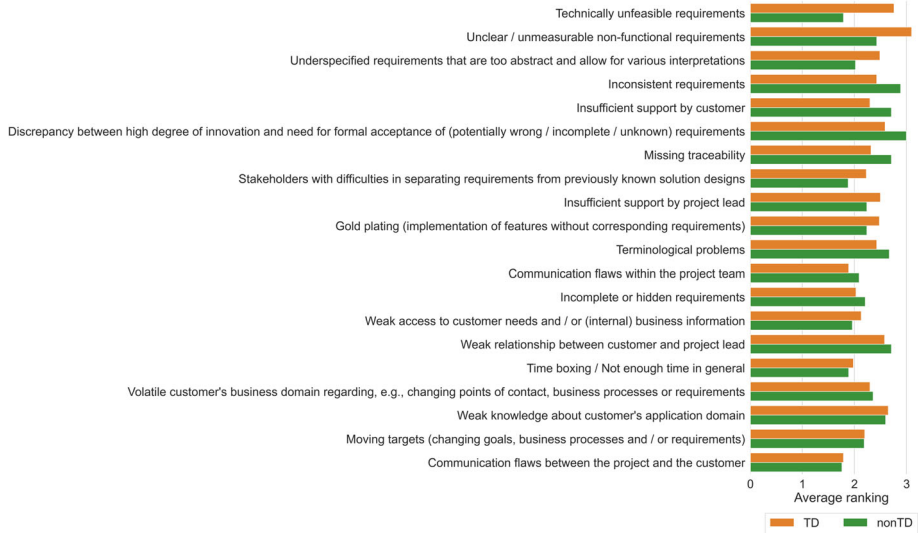 Technically unfeasible requirements
Unclear / unmeasurable non-functional requirements
Underspecified requirements that are too abstract and allow for various interpretations
Inconsistent requirements
Insufficient support by customer
Discrepancy between high degree of innovation and need for formal acceptance of (potentially wrong / incomplete / unknown) requirements
Missing traceability
Stakeholders with difficulties in separating requirements from previously known solution designs
Insufficient support by project lead
Gold plating (implementation of features without corresponding requirements)
Terminological problems
Communication flaws within the project team
Incomplete or hidden requirements
Weak access to customer needs and / or (internal) business information
Weak relationship between customer and project lead
Time boxing / Not enough time in general
Volatile customer's business domain regarding, e.g., changing points of contact, business processes or requirements
Weak knowledge about customer's application domain
Moving targets (changing goals, business processes and / or requirements)
Communication flaws between the project and the customer
0 1 2 3
Average ranking
TD nonTD